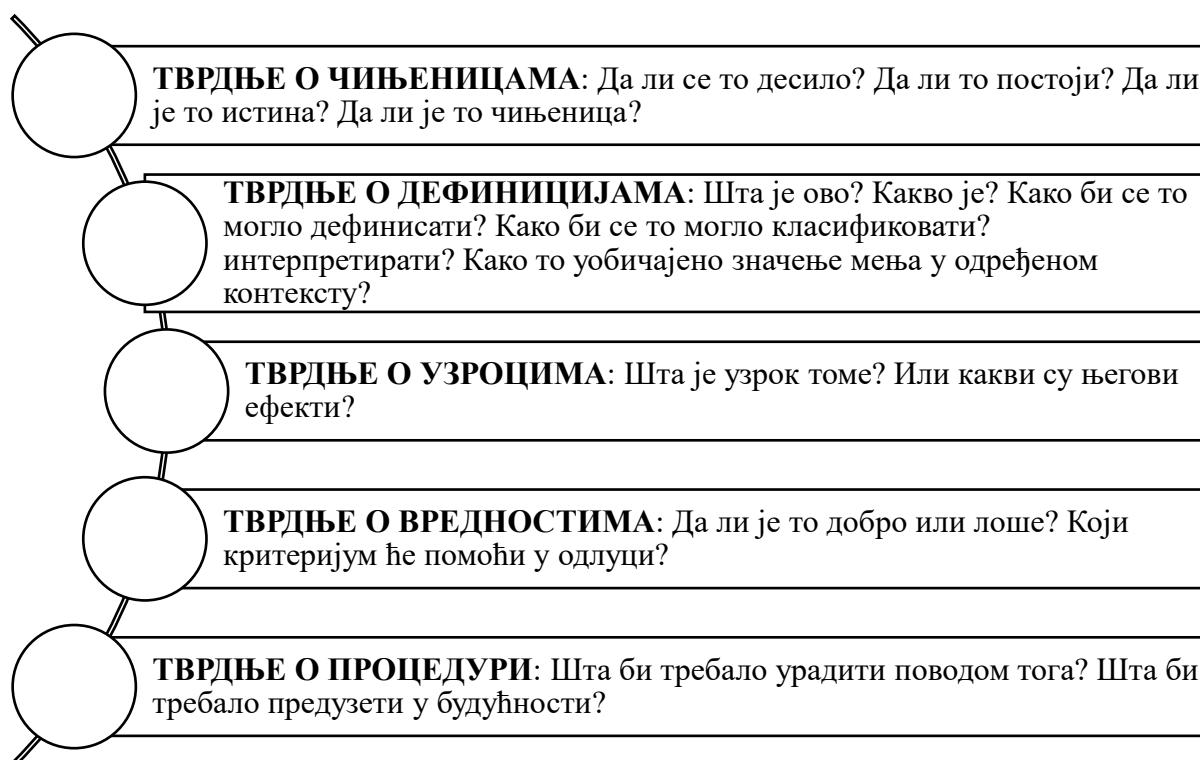 ТВРДЊЕ О ЧИЊЕНИЦАМА: Да ли се то десило? Да ли то постоји? Да ли
је то истина? Да ли је то чињеница?
ТВРДЊЕ О ДЕФИНИЦИЈАМА: Шта је ово? Какво је? Како би се то
могло дефинисати? Како би се то могло класификовати?
интерпретирати? Како то уобичајено значење мења у одређеном
контексту?
ТВРДЊЕ О УЗРОЦИМА: Шта је узрок томе? Или какви су његови
ефекти?
ТВРДЊЕ О ВРЕДНОСТИМА: Да ли је то добро или лоше? Који
критеријум ће помоћи у одлуци?
ТВРДЊЕ О ПРОЦЕДУРИ: Шта би требало урадити поводом тога? Шта би
требало предузети у будућности?